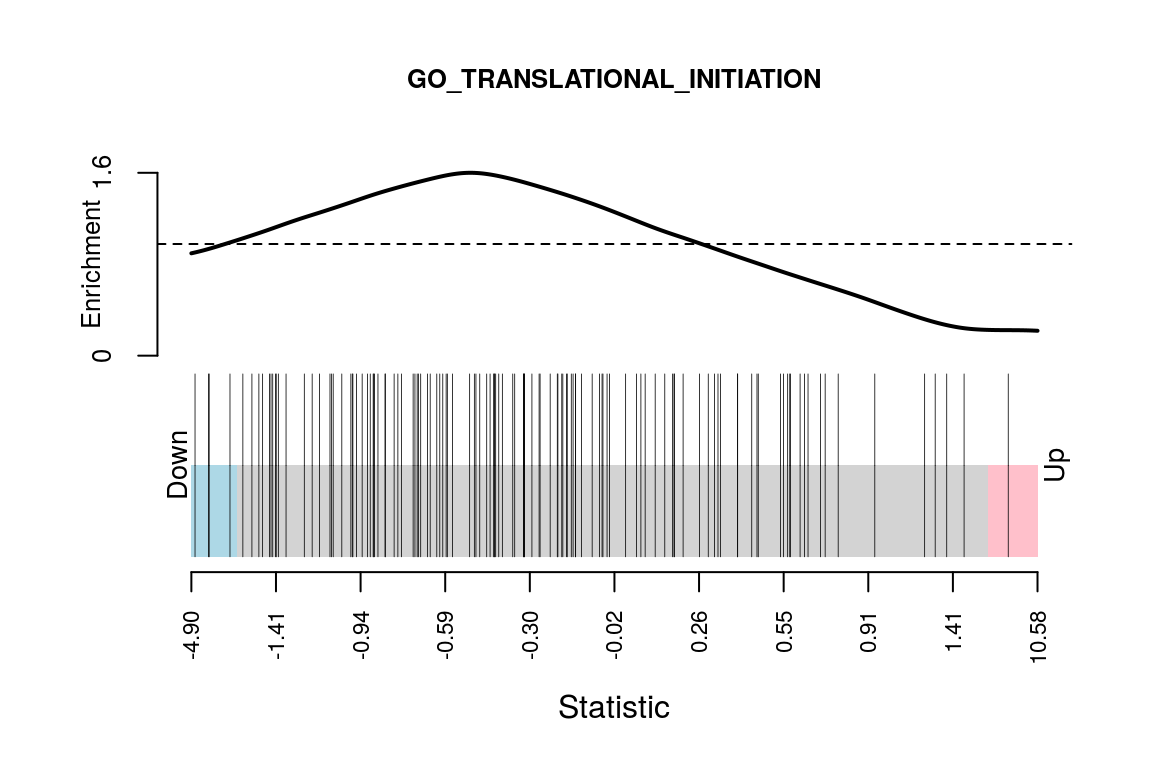 GO_TRANSLATIONAL_INITIATION
1.6
Enrichment
0
Down
Up
-4.90 -1.41 -0.94 -0.59 -0.30 -0.02 0.26 0.55 0.91 1.41 10.58
Statistic